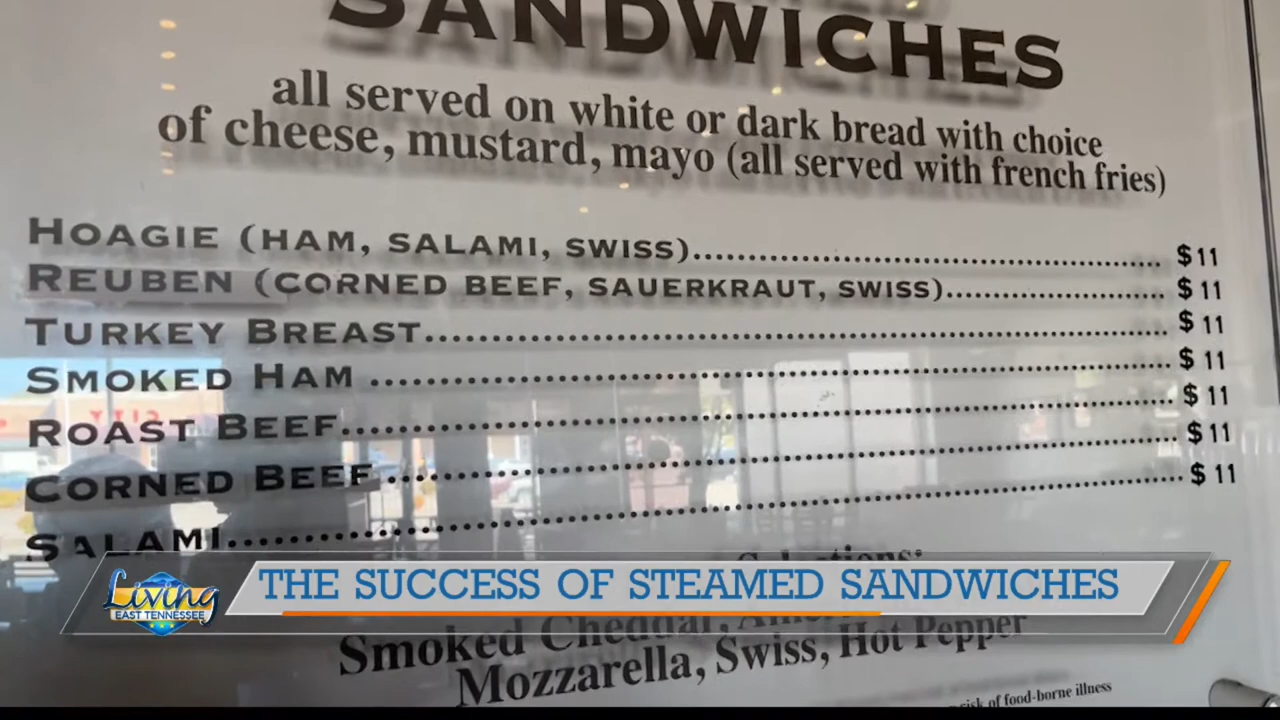 SANDWICHES
all served on white or dark bread with choice
of cheese, mustard, mayo (all served with french fries)
HOAGIE (HAM, SALAMI, SWISS)........ $11
REUBEN (CORNED BEEF, SAUERKRAUT, SWISS)........ $11
TURKEY BREAST........ $11
SMOKED HAM ........ $11
ROAST BEEF........ $11
CORNED BEEF ........ $11
SALAMI........ $11
Living
EAST TENNESSEE
THE SUCCESS OF STEAMED SANDWICHES
Smoked Cheddar,
Mozzarella, Swiss, Hot Pepper
of food-borne illness